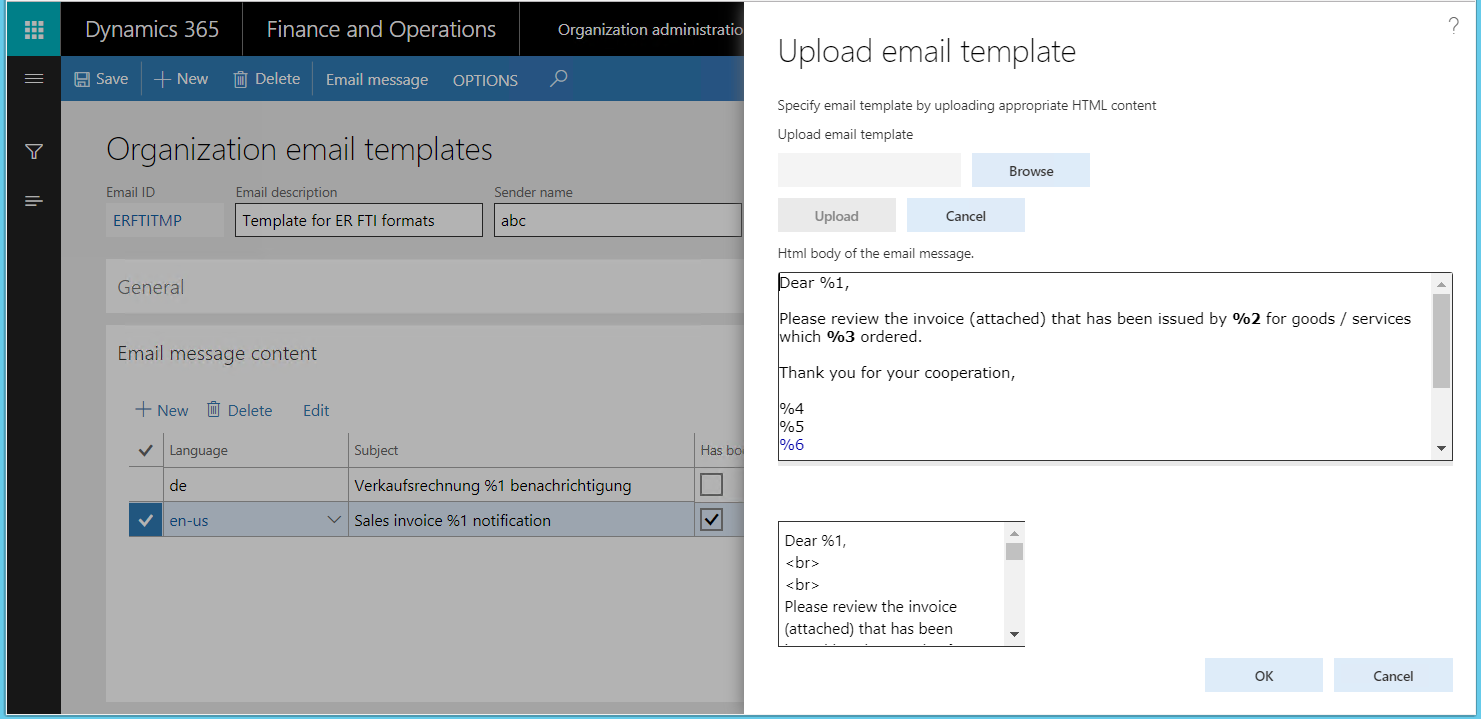 Dynamics 365
Finance and Operations
Organization administratio
Save
New
Delete
Email message
OPTIONS
Organization email templates
Email ID
Email description
Sender name
ERFTITMP
Template for ER FTI formats
abc
General
Email message content
New
Delete
Edit
Language
Subject
Has bo
de
Verkaufsrechnung %1 benachrichtigung
en-us
Sales invoice %1 notification
?
Upload email template
Specify email template by uploading appropriate HTML content
Upload email template
Browse
Upload
Cancel
Html body of the email message.
Dear %1,
Please review the invoice (attached) that has been issued by %2 for goods / services
which %3 ordered.
Thank you for your cooperation,
%4
%5
%6
Dear %1,
<br>
<br>
Please review the invoice
(attached) that has been
OK
Cancel